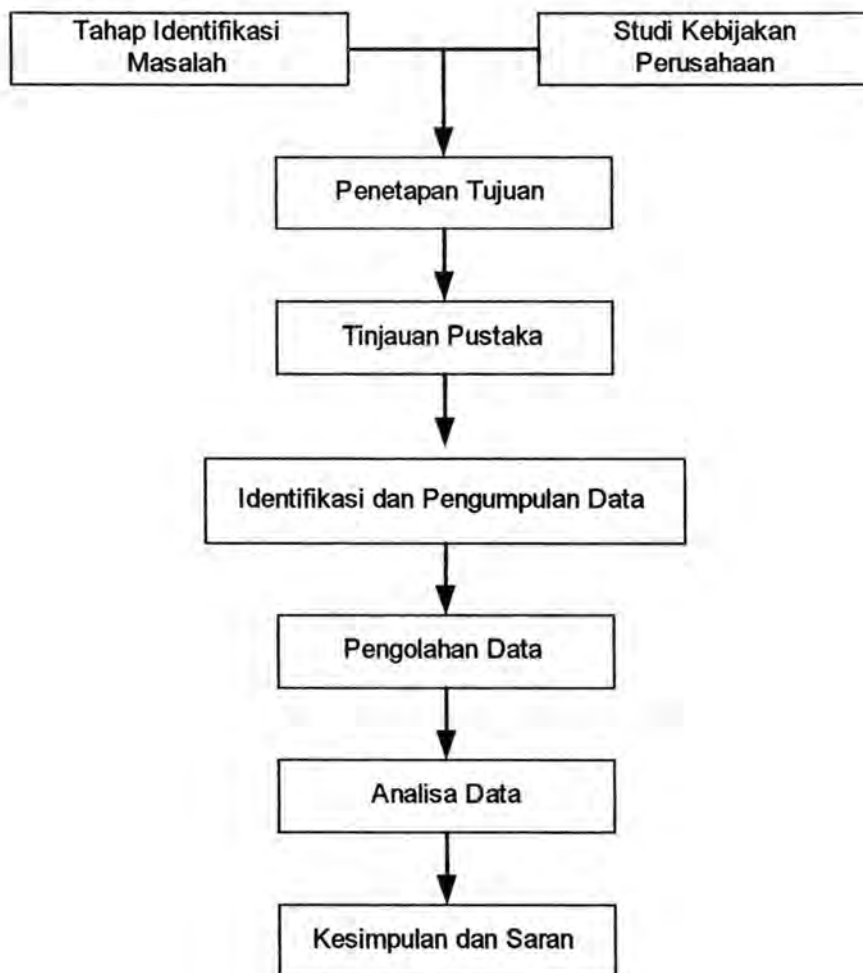 Tahap Identifikasi
Masalah
Studi Kebijakan
Perusahaan
Penetapan Tujuan
Tinjauan Pustaka
Identifikasi dan Pengumpulan Data
Pengolahan Data
Analisa Data
Kesimpulan dan Saran